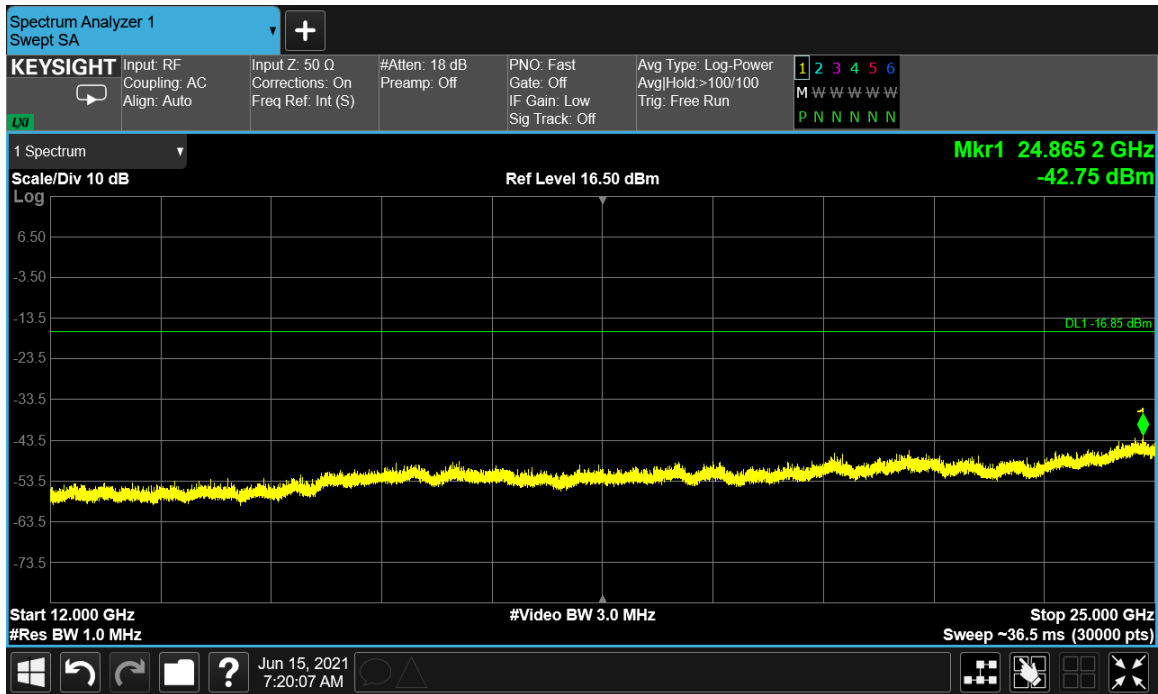 Spectrum Analyzer 1
Swept SA
KEYSIGHT
LXI
Input: RF
Coupling: AC
Align: Auto
Input Z: 50 Ω
Corrections: On
Freq Ref: Int (S)
#Atten: 18 dB
Preamp: Off
PNO: Fast
Gate: Off
IF Gain: Low
Sig Track: Off
Avg Type: Log-Power
Avg|Hold:>100/100
Trig: Free Run
1 2 3 4 5 6
M W W W W W
P N N N N N
1 Spectrum
Scale/Div 10 dB
Ref Level 16.50 dBm
Mkr1 24.865 2 GHz
-42.75 dBm
Log
6.50
-3.50
-13.5
DL1 -16.85 dBm
-23.5
-33.5
1
-43.5
-53.5
-63.5
-73.5
Start 12.000 GHz
#Video BW 3.0 MHz
Stop 25.000 GHz
#Res BW 1.0 MHz
Sweep ~36.5 ms (30000 pts)
?
Jun 15, 2021
7:20:07 AM